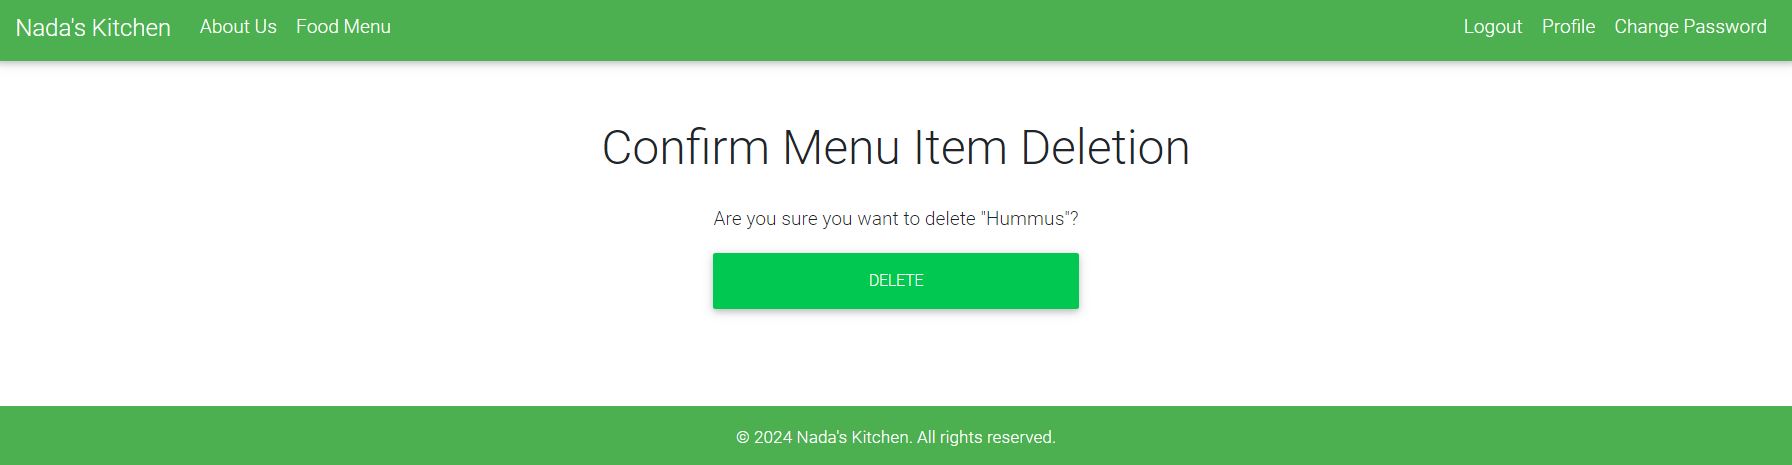 Nada's Kitchen About Us Food Menu Logout Profile Change Password
Confirm Menu Item Deletion
Are you sure you want to delete "Hummus"?
DELETE
© 2024 Nada's Kitchen. All rights reserved.